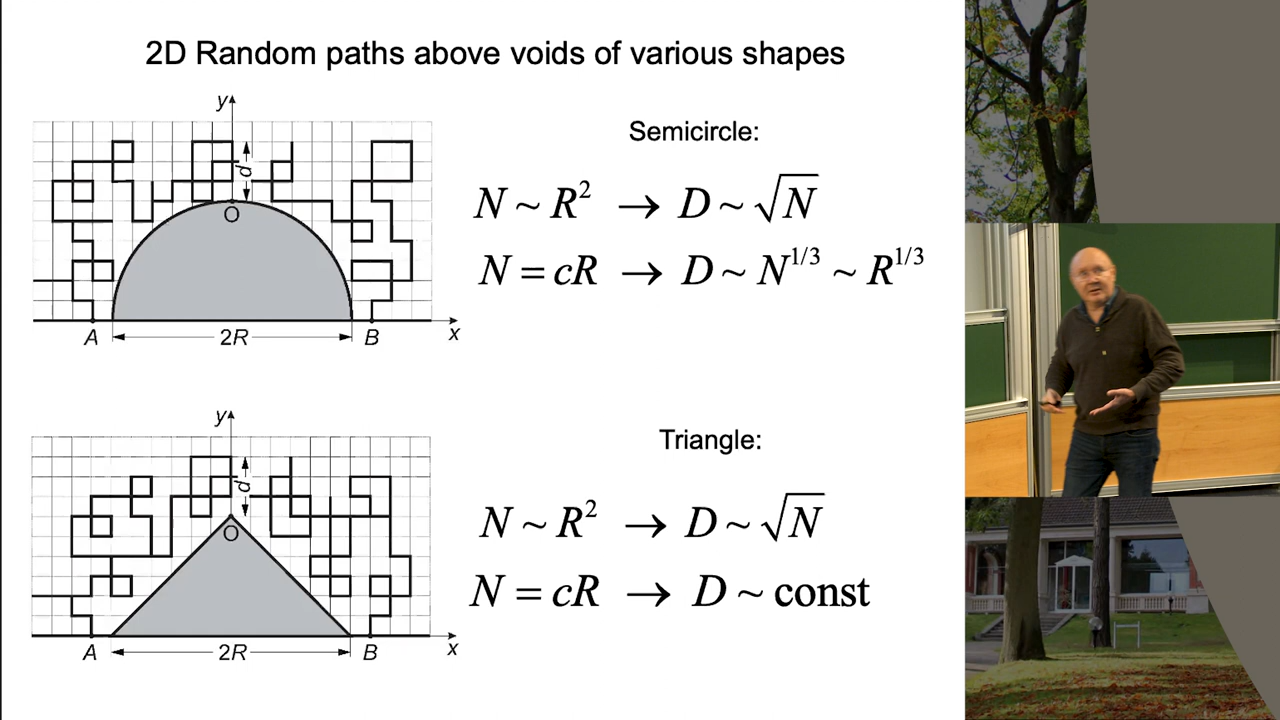 2D Random paths above voids of various shapes
y
d
O
A
2R
B
x
Semicircle:
N ~ R² → D ~ √N
N = cR → D ~ N^{1/3} ~ R^{1/3}
y
d
O
A
2R
B
x
Triangle:
N ~ R² → D ~ √N
N = cR → D ~ const